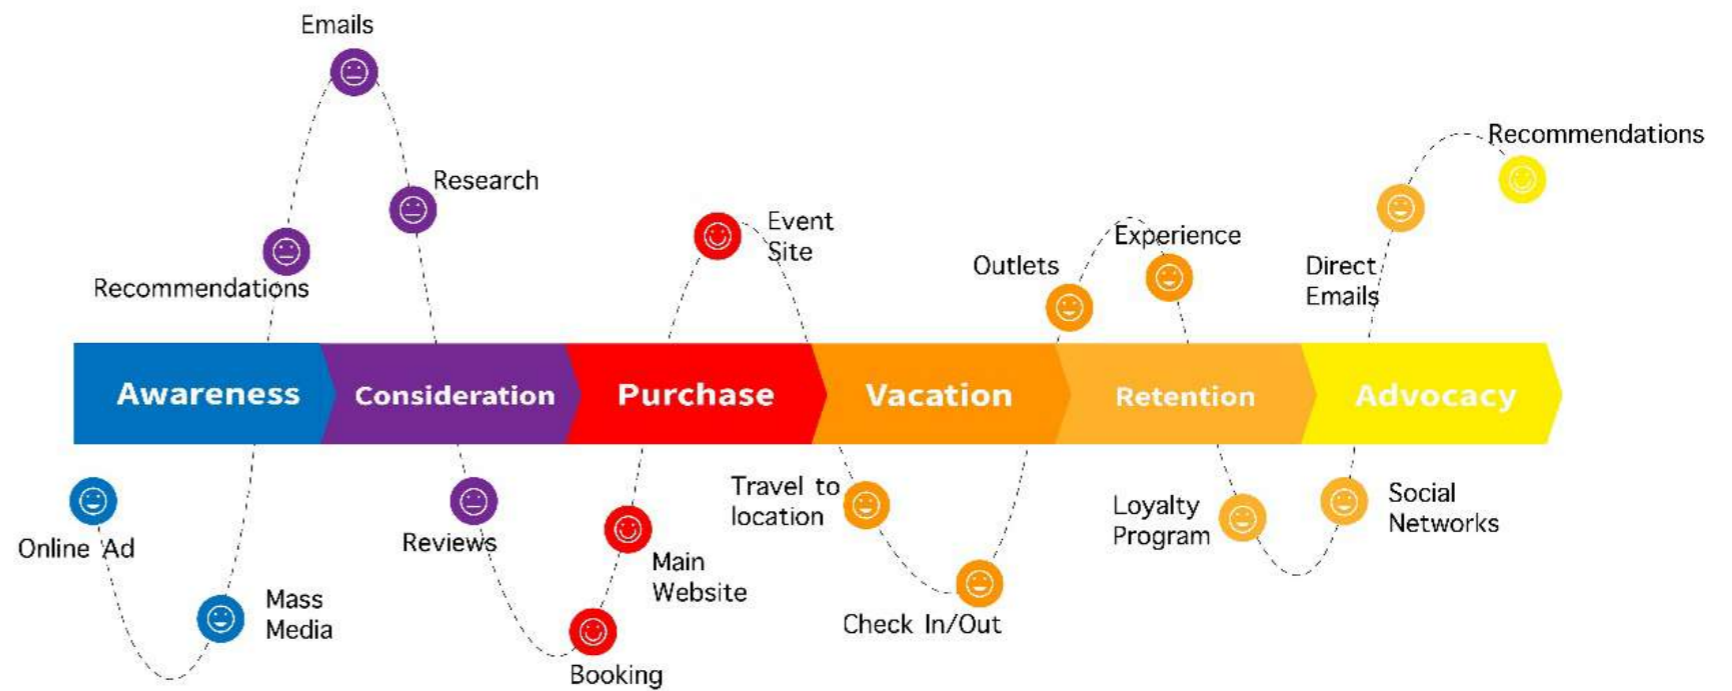 Emails
Recommendations
Research
Recommendations
Event
Site
Experience
Outlets
Direct
Emails
Awareness
Consideration
Purchase
Vacation
Retention
Advocacy
Travel to
location
Loyalty
Program
Social
Networks
Online Ad
Reviews
Main
Website
Mass
Media
Check In/Out
Booking